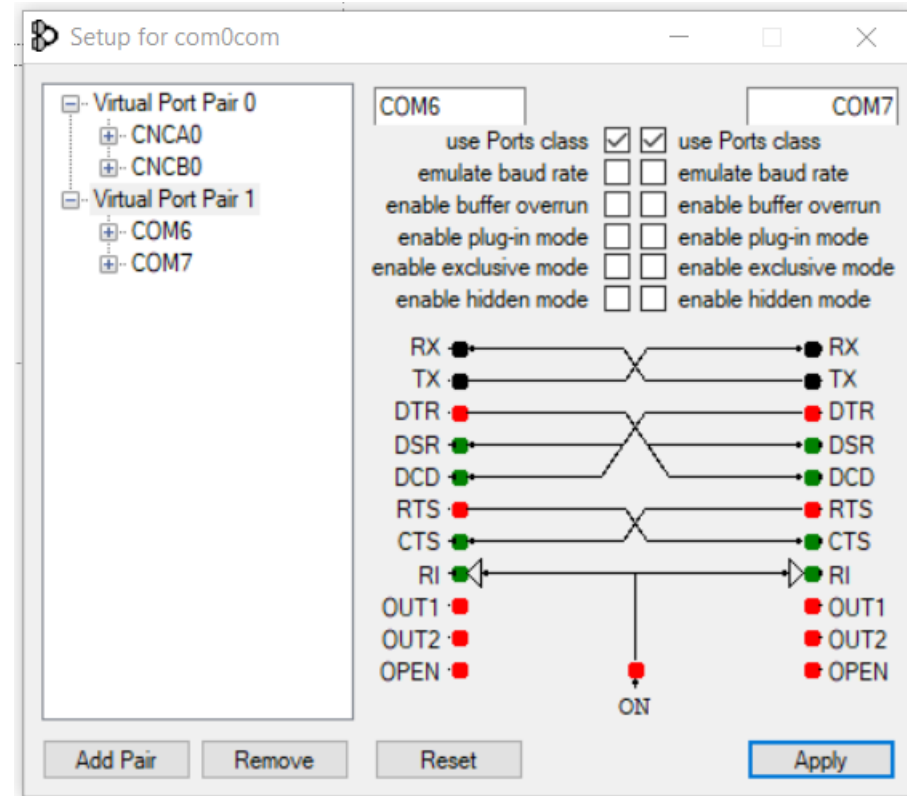 Setup for com0com
Virtual Port Pair 0
CNCA0
CNCB0
Virtual Port Pair 1
COM6
COM7
COM6 COM7
use Ports class use Ports class
emulate baud rate emulate baud rate
enable buffer overrun enable buffer overrun
enable plug-in mode enable plug-in mode
enable exclusive mode enable exclusive mode
enable hidden mode enable hidden mode
RX RX
TX TX
DTR DTR
DSR DSR
DCD DCD
RTS RTS
CTS CTS
RI RI
OUT1 OUT1
OUT2 OUT2
OPEN OPEN
ON
Add Pair Remove Reset Apply